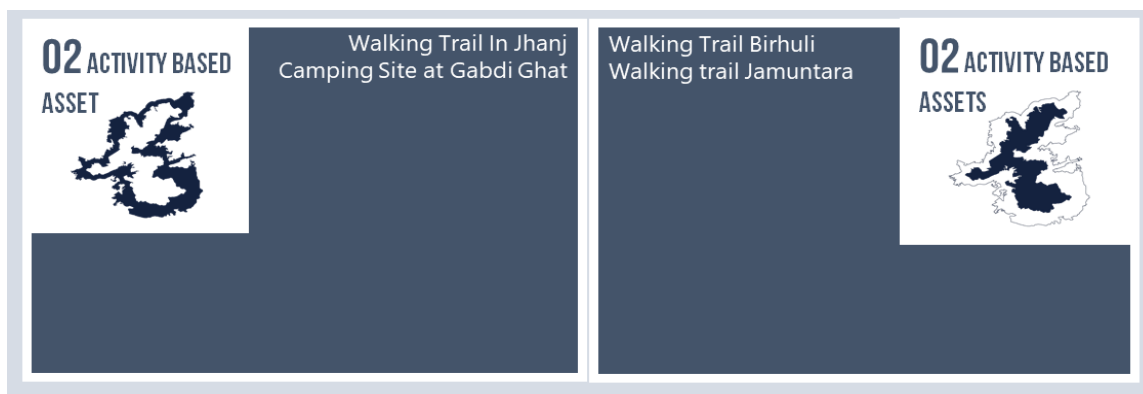 02 ACTIVITY BASED
ASSET
Walking Trail In Jhanj
Camping Site at Gabdi Ghat
Walking Trail Birhuli
Walking trail Jamuntara
02 ACTIVITY BASED
ASSETS